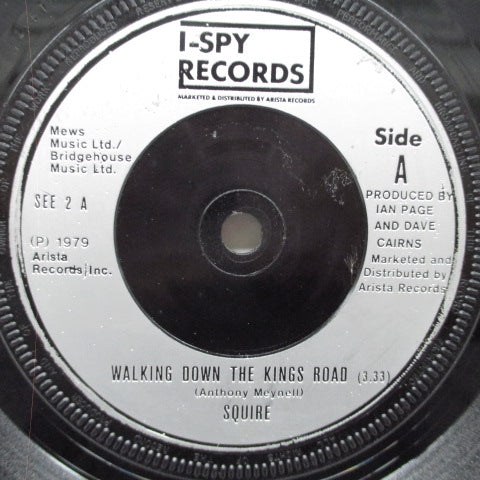 I-SPY
RECORDS
MARKETED & DISTRIBUTED BY ARISTA RECORDS
Mews
Music Ltd./
Bridgehouse
Music Ltd.
SEE 2 A
(P) 1979
Arista
Records, Inc.
Side
A
PRODUCED BY
IAN PAGE
AND DAVE
CAIRNS
Marketed and
Distributed by
Arista Records
WALKING DOWN THE KINGS ROAD (3.33)
(Anthony Meynell)
SQUIRE